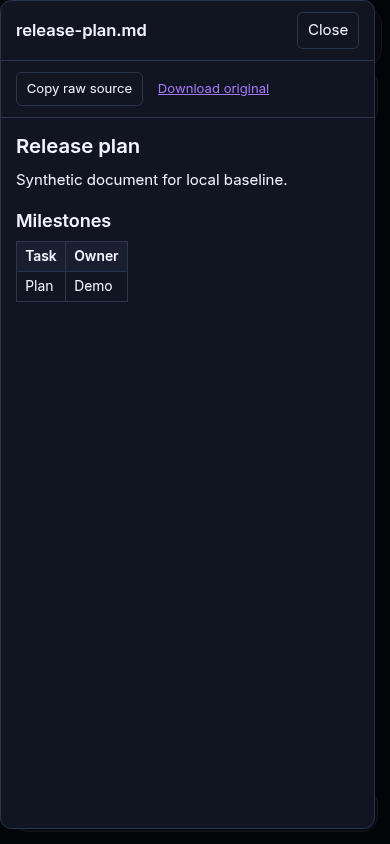 release-plan.md
Close
Copy raw source
Download original
Release plan
Synthetic document for local baseline.
Milestones
Task Owner
Plan Demo